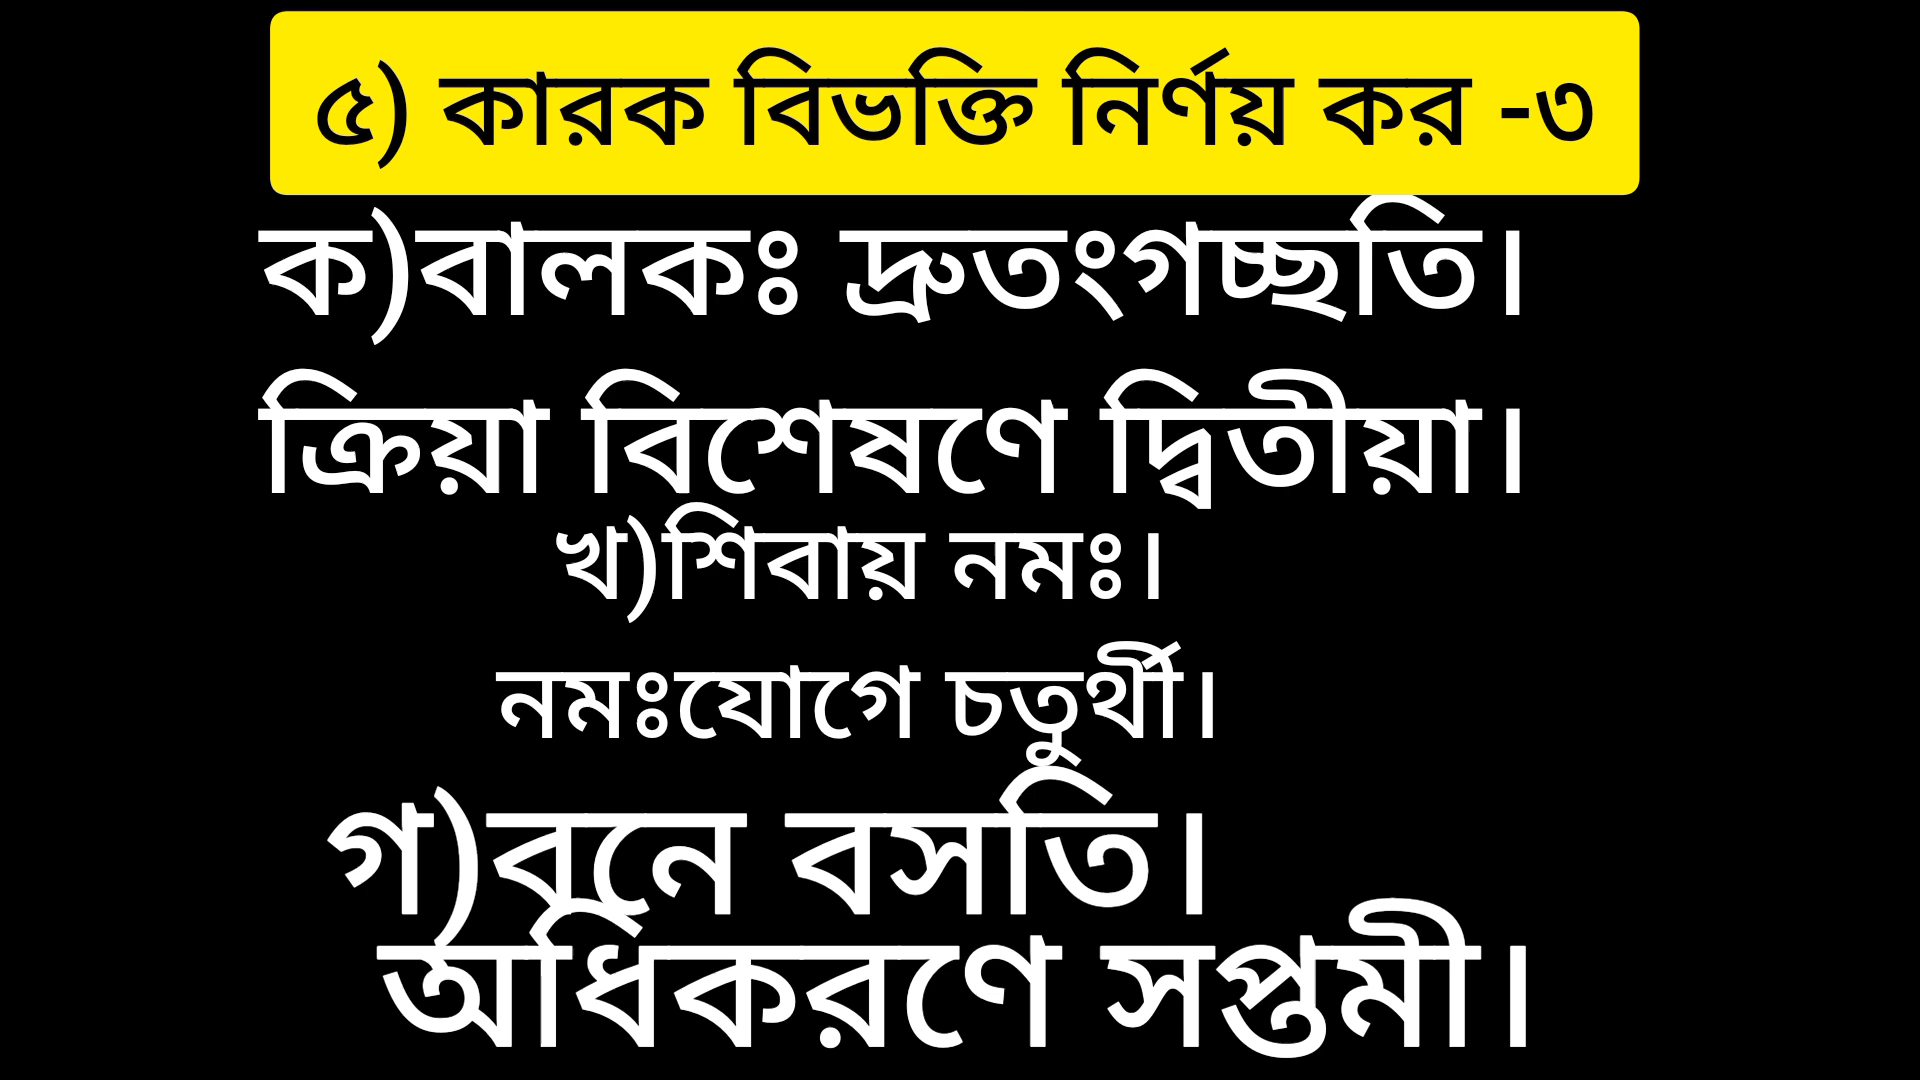 ৫) কারক বিভক্তি নির্ণয় কর -৩
ক)বালকঃ দ্রুতংগচ্ছতি।
ক্রিয়া বিশেষণে দ্বিতীয়া।
খ)শিবায় নমঃ।
নমঃযোগে চতুর্থী।
গ)বনে বসতি।
অধিকরণে সপ্তমী।